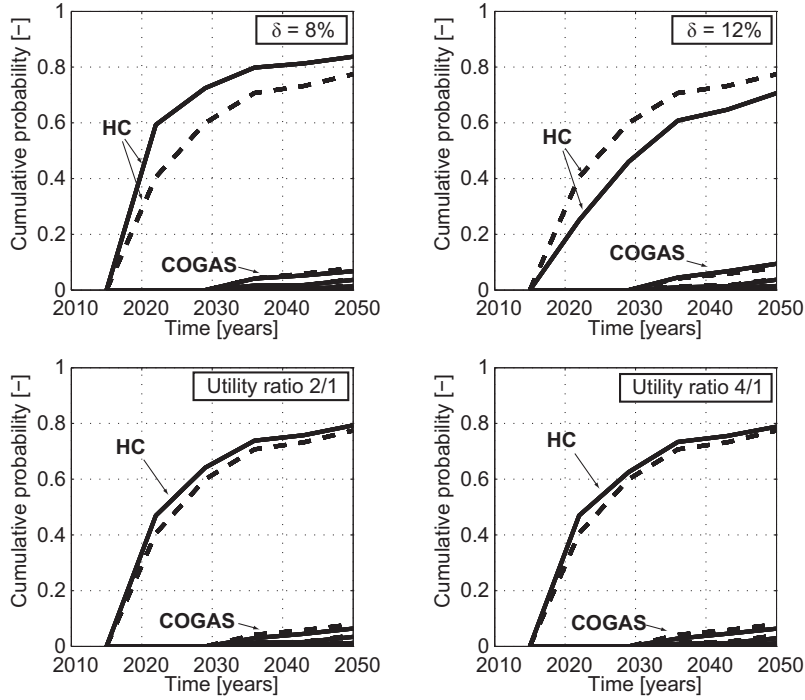 Cumulative probability [–]
1
0.8
0.6
0.4
0.2
0
δ = 8%
HC
COGAS
2010 2020 2030 2040 2050
Time [years]
Cumulative probability [–]
1
0.8
0.6
0.4
0.2
0
δ = 12%
HC
COGAS
2010 2020 2030 2040 2050
Time [years]
Cumulative probability [–]
1
0.8
0.6
0.4
0.2
0
Utility ratio 2/1
HC
COGAS
2010 2020 2030 2040 2050
Time [years]
Cumulative probability [–]
1
0.8
0.6
0.4
0.2
0
Utility ratio 4/1
HC
COGAS
2010 2020 2030 2040 2050
Time [years]